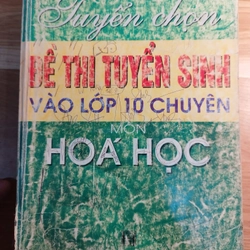 Tuyển chọn
ĐỀ THI TUYỂN SINH
VÀO LỚP 10 CHUYÊN
MÔN
HOÁ HỌC